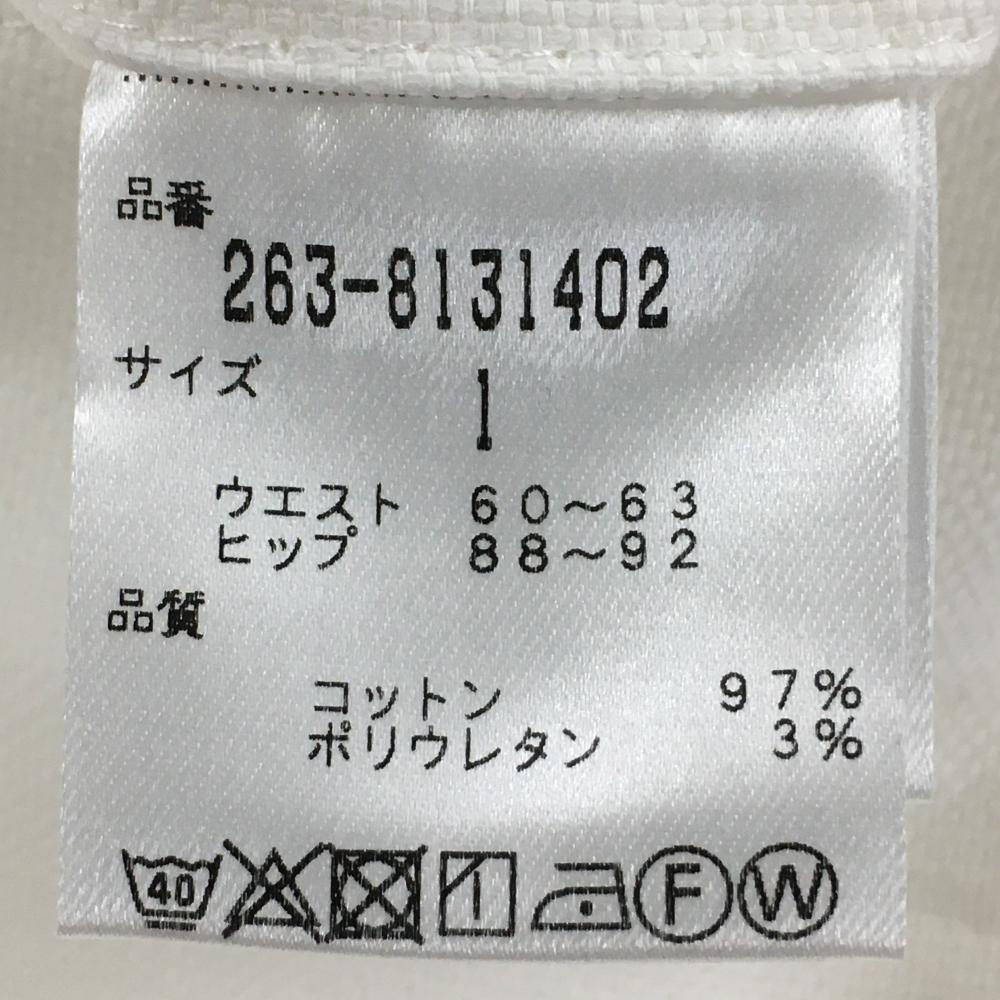 品番
263-8131402
サイズ
1
ウエスト 60～63
ヒップ 88～92
品質
コットン 97%
ポリウレタン 3%
40 F W